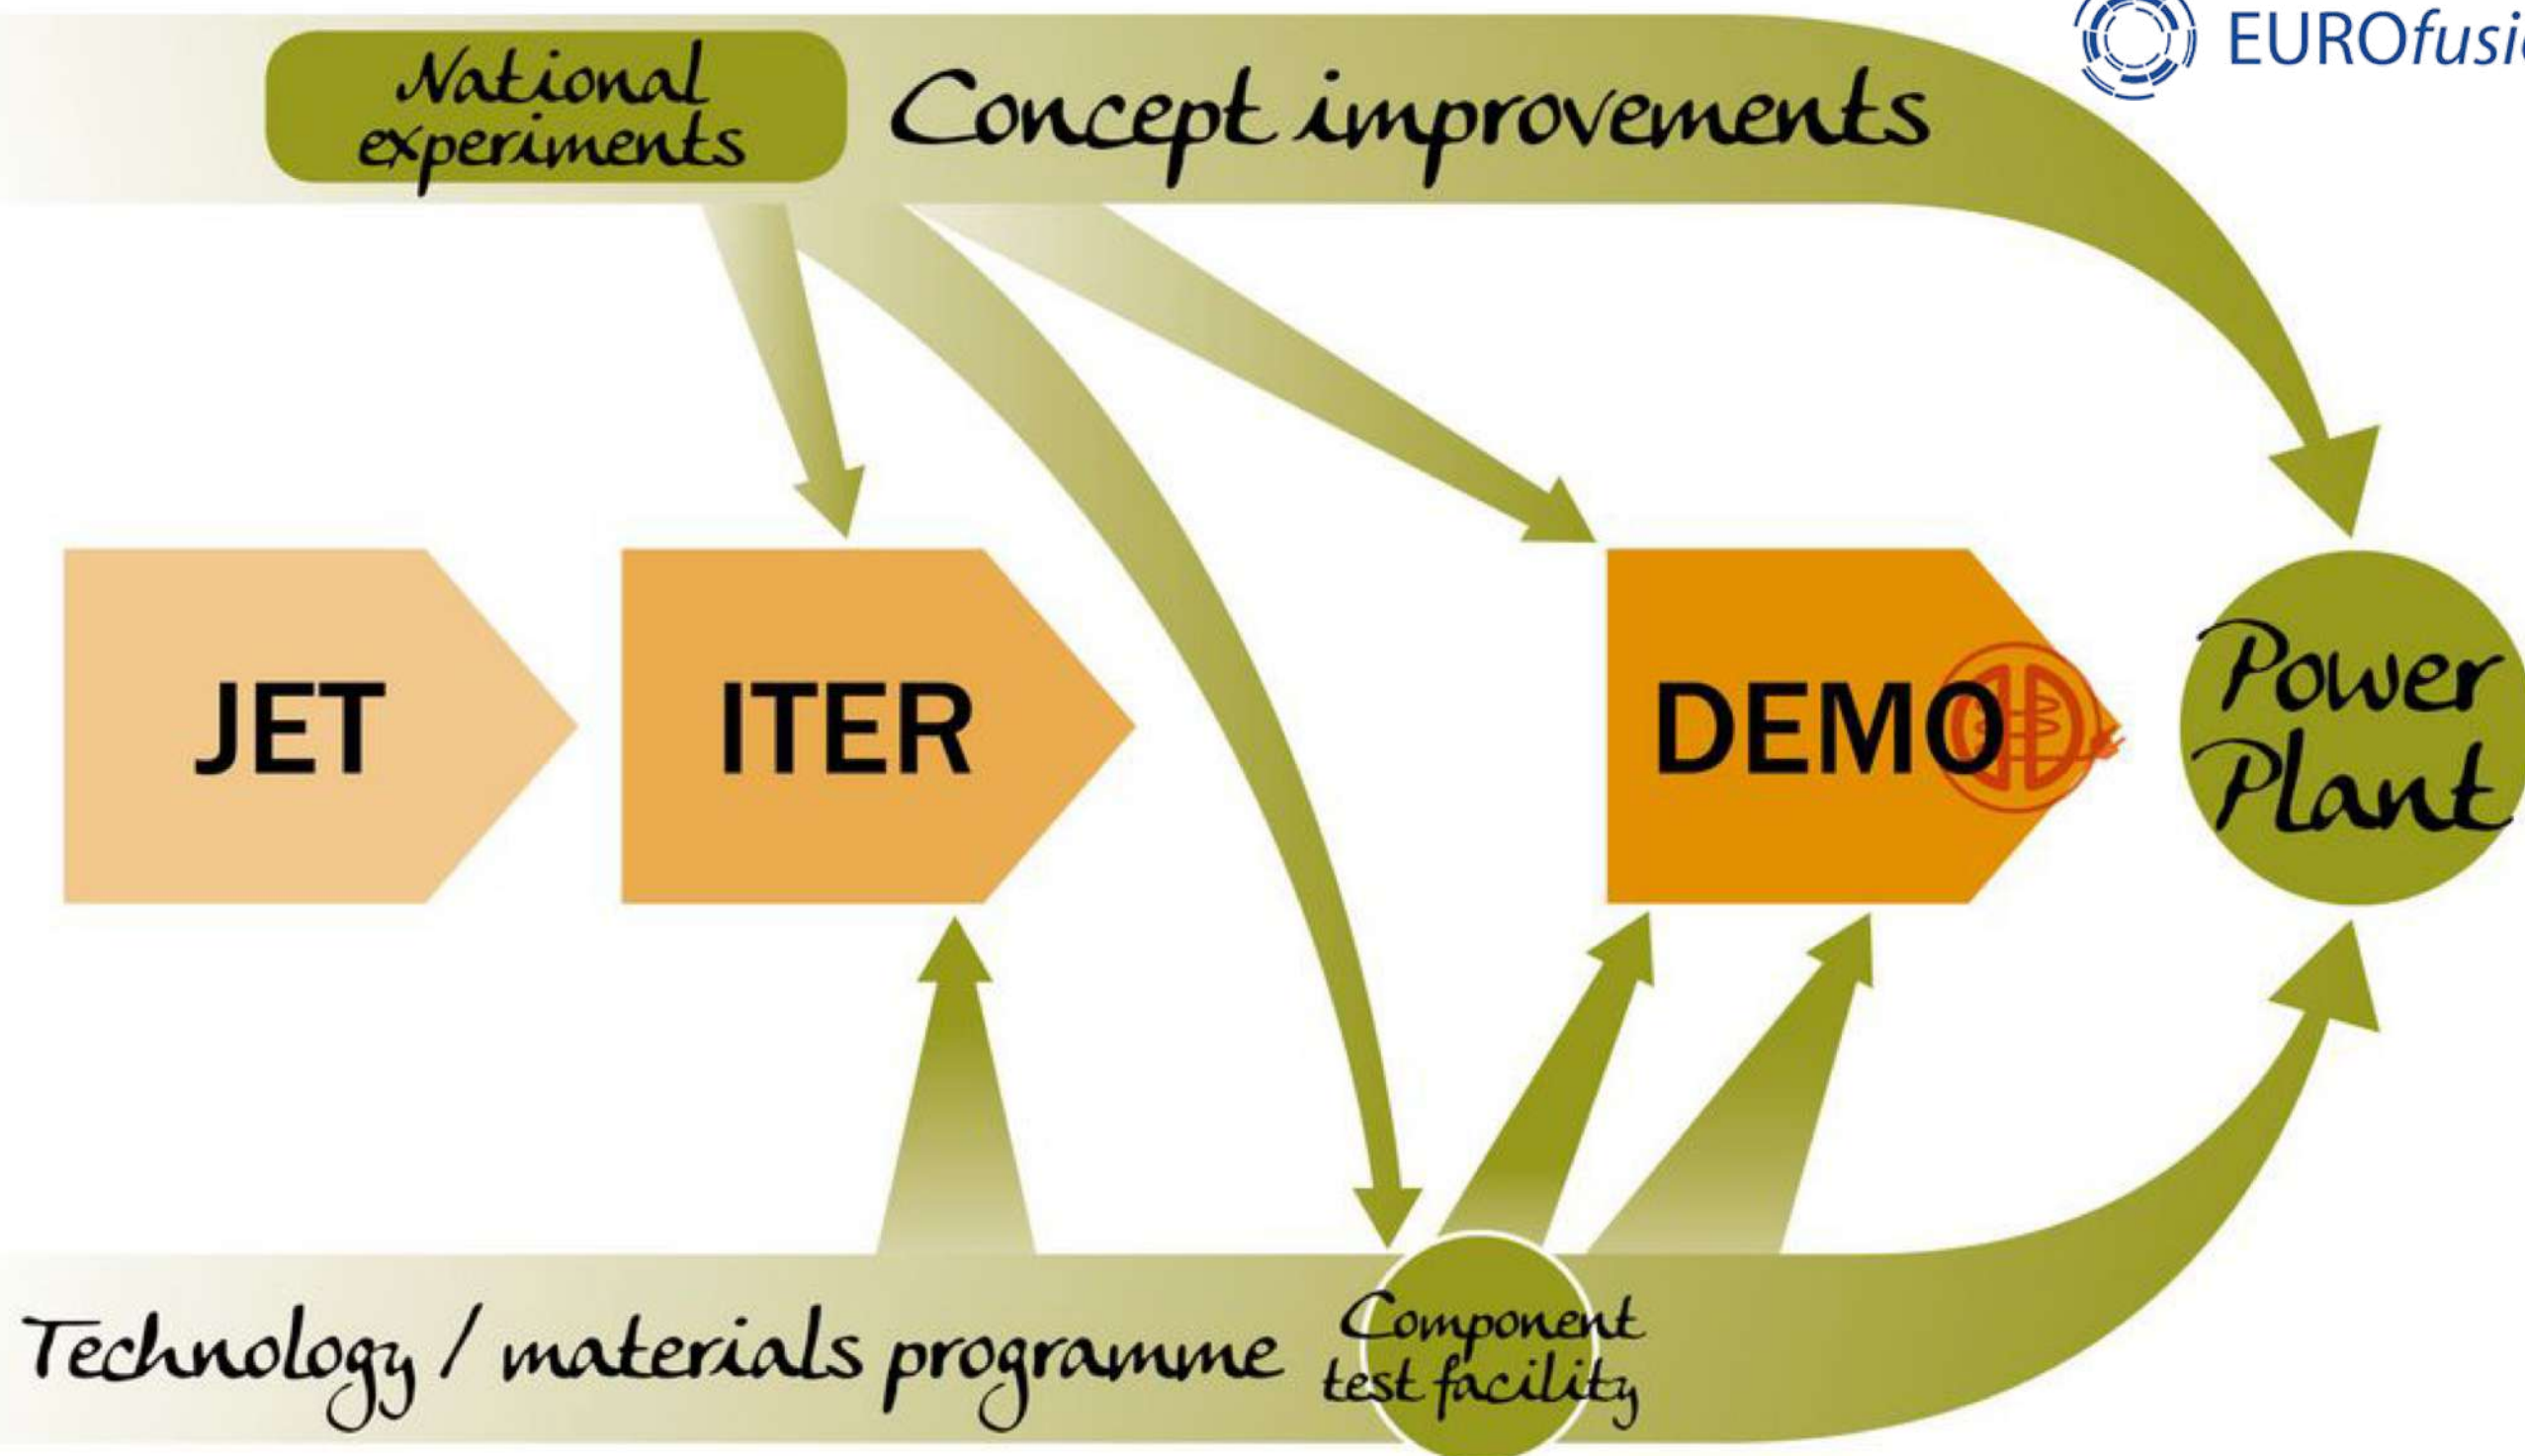 National
experiments
Concept improvements
EUROfusi
JET
ITER
DEMO
Power
Plant
Technology / materials programme
Component
test facility